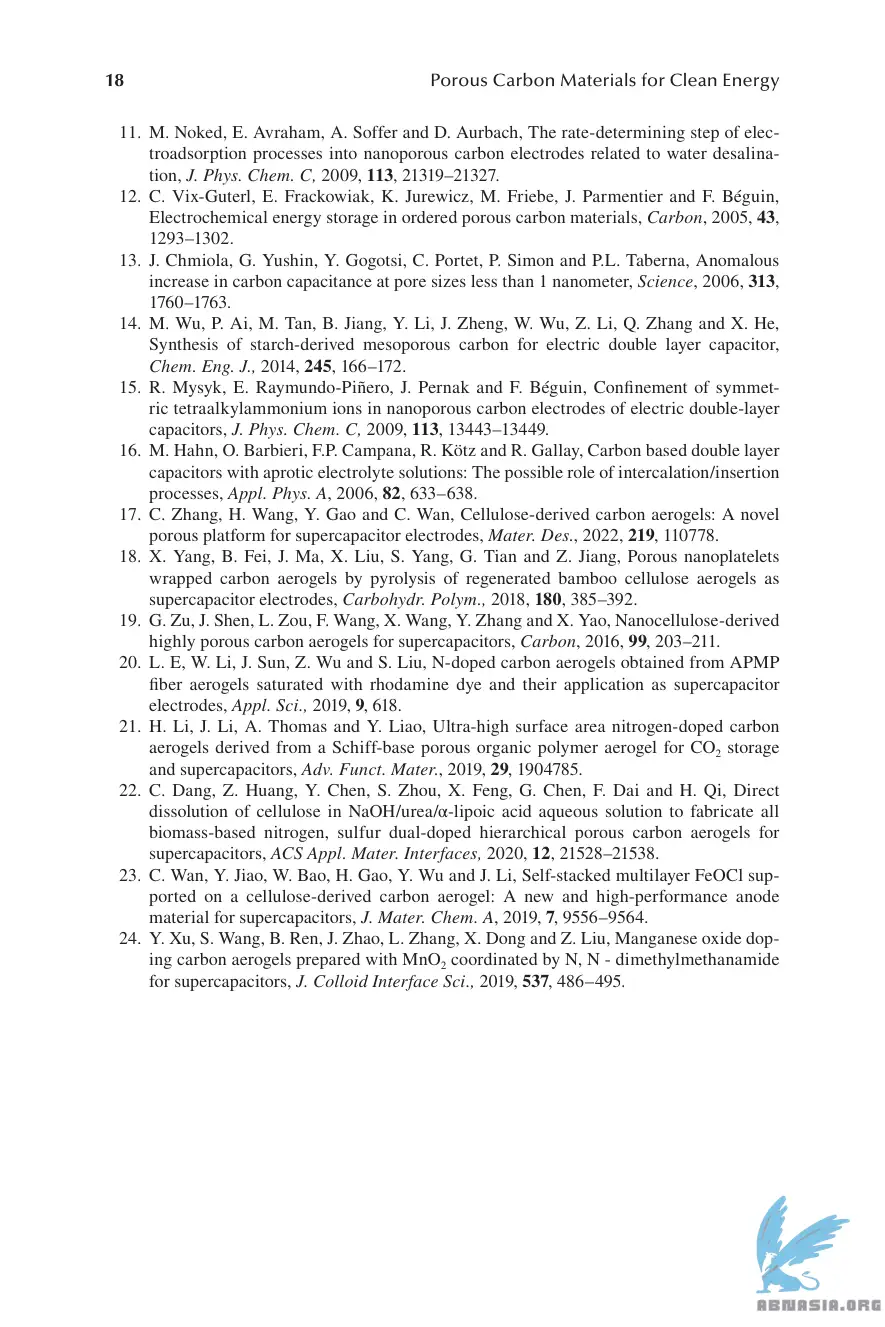 18 Porous Carbon Materials for Clean Energy
11. M. Noked, E. Avraham, A. Soffer and D. Aurbach, The rate-determining step of elec-
troadsorption processes into nanoporous carbon electrodes related to water desalina-
tion, J. Phys. Chem. C, 2009, 113, 21319–21327.
12. C. Vix-Guterl, E. Frackowiak, K. Jurewicz, M. Friebe, J. Parmentier and F. Béguin,
Electrochemical energy storage in ordered porous carbon materials, Carbon, 2005, 43,
1293–1302.
13. J. Chmiola, G. Yushin, Y. Gogotsi, C. Portet, P. Simon and P.L. Taberna, Anomalous
increase in carbon capacitance at pore sizes less than 1 nanometer, Science, 2006, 313,
1760–1763.
14. M. Wu, P. Ai, M. Tan, B. Jiang, Y. Li, J. Zheng, W. Wu, Z. Li, Q. Zhang and X. He,
Synthesis of starch-derived mesoporous carbon for electric double layer capacitor,
Chem. Eng. J., 2014, 245, 166–172.
15. R. Mysyk, E. Raymundo-Piñero, J. Pernak and F. Béguin, Confinement of symmet-
ric tetraalkylammonium ions in nanoporous carbon electrodes of electric double-layer
capacitors, J. Phys. Chem. C, 2009, 113, 13443–13449.
16. M. Hahn, O. Barbieri, F.P. Campana, R. Kötz and R. Gallay, Carbon based double layer
capacitors with aprotic electrolyte solutions: The possible role of intercalation/insertion
processes, Appl. Phys. A, 2006, 82, 633–638.
17. C. Zhang, H. Wang, Y. Gao and C. Wan, Cellulose-derived carbon aerogels: A novel
porous platform for supercapacitor electrodes, Mater. Des., 2022, 219, 110778.
18. X. Yang, B. Fei, J. Ma, X. Liu, S. Yang, G. Tian and Z. Jiang, Porous nanoplatelets
wrapped carbon aerogels by pyrolysis of regenerated bamboo cellulose aerogels as
supercapacitor electrodes, Carbohydr. Polym., 2018, 180, 385–392.
19. G. Zu, J. Shen, L. Zou, F. Wang, X. Wang, Y. Zhang and X. Yao, Nanocellulose-derived
highly porous carbon aerogels for supercapacitors, Carbon, 2016, 99, 203–211.
20. L. E, W. Li, J. Sun, Z. Wu and S. Liu, N-doped carbon aerogels obtained from APMP
fiber aerogels saturated with rhodamine dye and their application as supercapacitor
electrodes, Appl. Sci., 2019, 9, 618.
21. H. Li, J. Li, A. Thomas and Y. Liao, Ultra-high surface area nitrogen-doped carbon
aerogels derived from a Schiff-base porous organic polymer aerogel for CO₂ storage
and supercapacitors, Adv. Funct. Mater., 2019, 29, 1904785.
22. C. Dang, Z. Huang, Y. Chen, S. Zhou, X. Feng, G. Chen, F. Dai and H. Qi, Direct
dissolution of cellulose in NaOH/urea/α-lipoic acid aqueous solution to fabricate all
biomass-based nitrogen, sulfur dual-doped hierarchical porous carbon aerogels for
supercapacitors, ACS Appl. Mater. Interfaces, 2020, 12, 21528–21538.
23. C. Wan, Y. Jiao, W. Bao, H. Gao, Y. Wu and J. Li, Self-stacked multilayer FeOCl sup-
ported on a cellulose-derived carbon aerogel: A new and high-performance anode
material for supercapacitors, J. Mater. Chem. A, 2019, 7, 9556–9564.
24. Y. Xu, S. Wang, B. Ren, J. Zhao, L. Zhang, X. Dong and Z. Liu, Manganese oxide dop-
ing carbon aerogels prepared with MnO₂ coordinated by N, N - dimethylmethanamide
for supercapacitors, J. Colloid Interface Sci., 2019, 537, 486–495.
ABNASIA.ORG